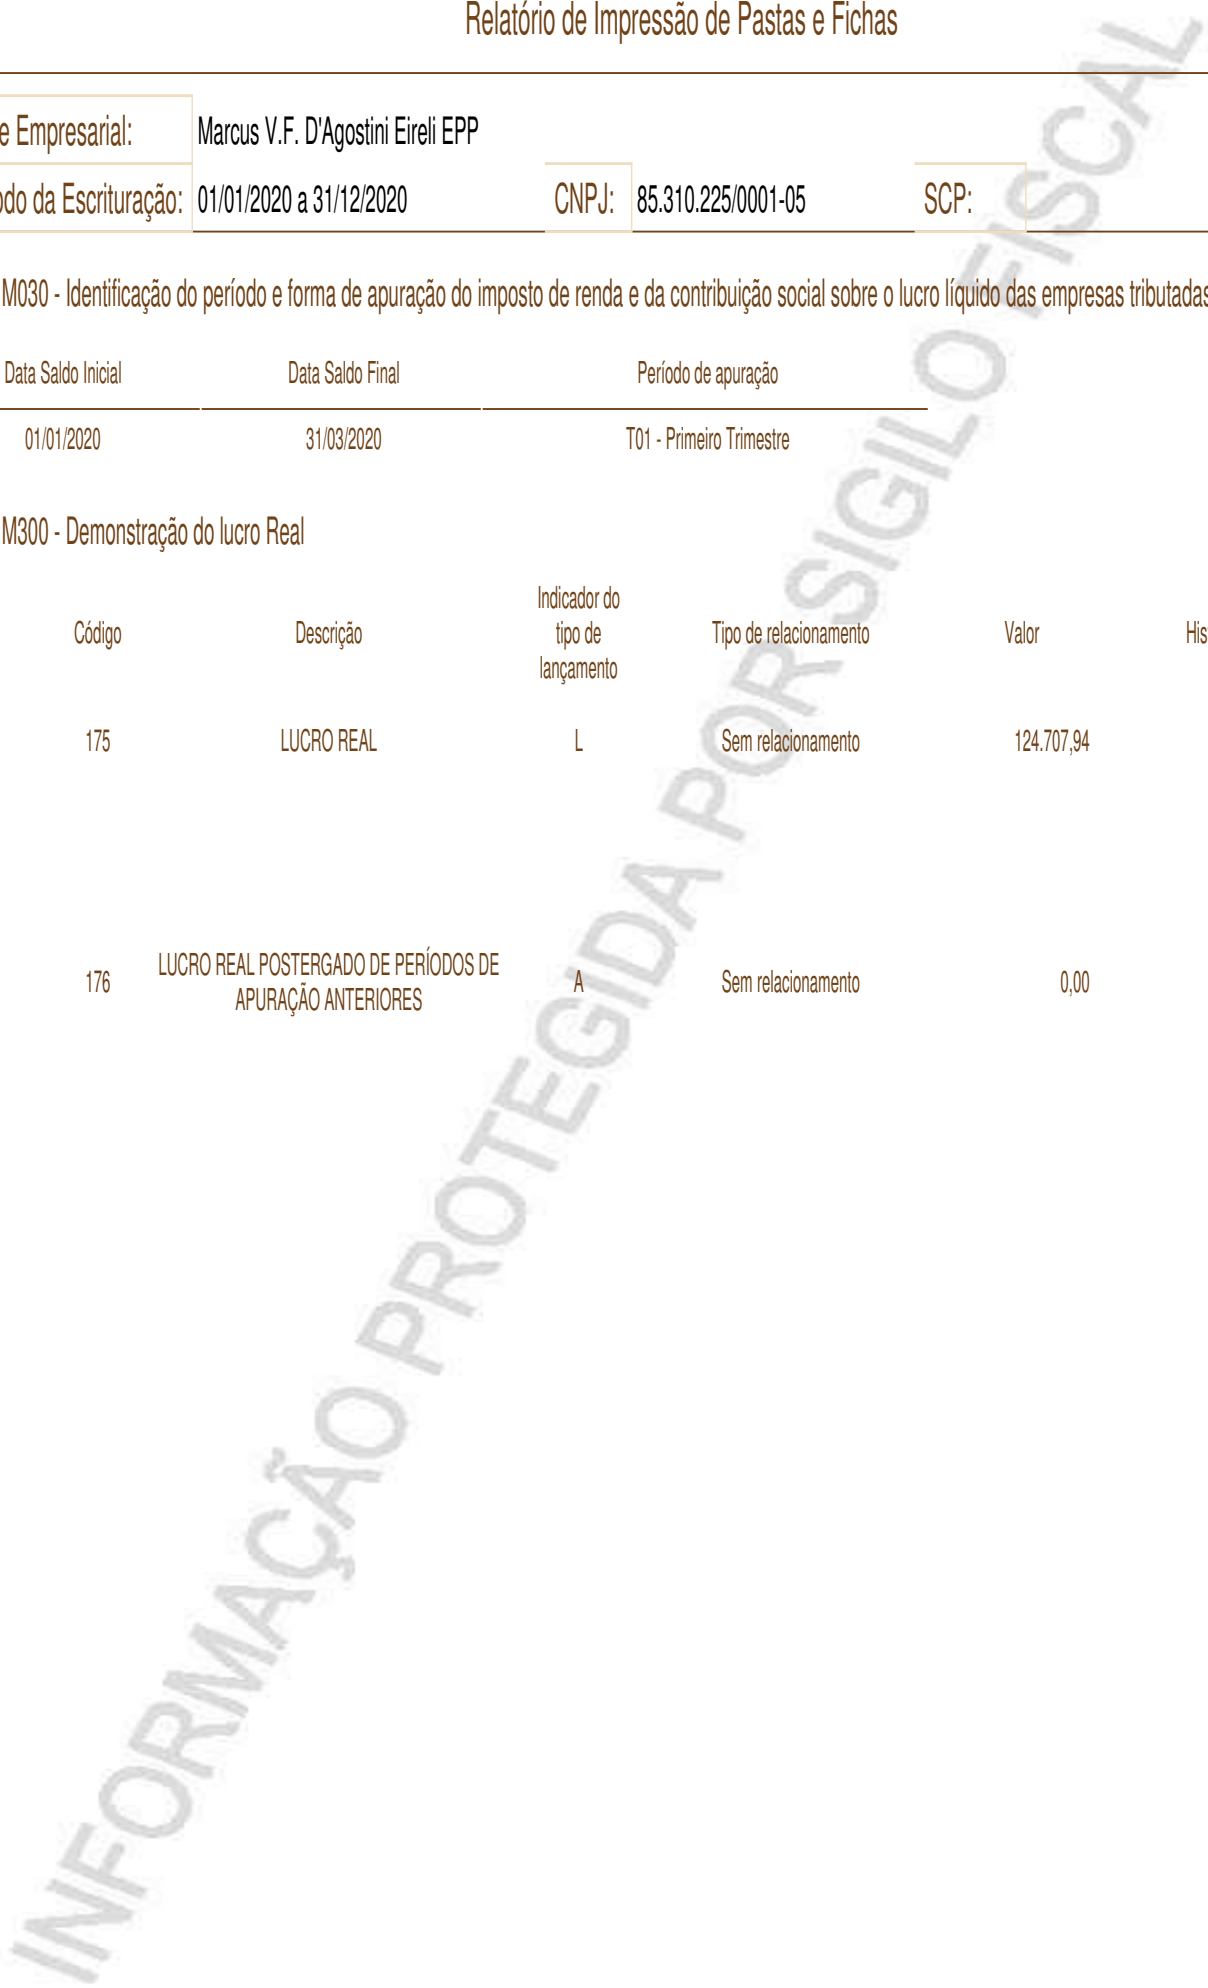 Relatório de Impressão de Pastas e Fichas
e Empresarial: Marcus V.F. D'Agostini Eireli EPP
odo da Escrituração: 01/01/2020 a 31/12/2020 CNPJ: 85.310.225/0001-05 SCP:
M030 - Identificação do período e forma de apuração do imposto de renda e da contribuição social sobre o lucro líquido das empresas tributadas
Data Saldo Inicial Data Saldo Final Período de apuração
01/01/2020 31/03/2020 T01 - Primeiro Trimestre
M300 - Demonstração do lucro Real
Indicador do
Código Descrição tipo de Tipo de relacionamento Valor His
lançamento
175 LUCRO REAL L Sem relacionamento 124.707,94
LUCRO REAL POSTERGADO DE PERÍODOS DE
176 A Sem relacionamento 0,00
APURAÇÃO ANTERIORES
INFORMAÇÃO PROTEGIDA POR SIGILO FISCAL